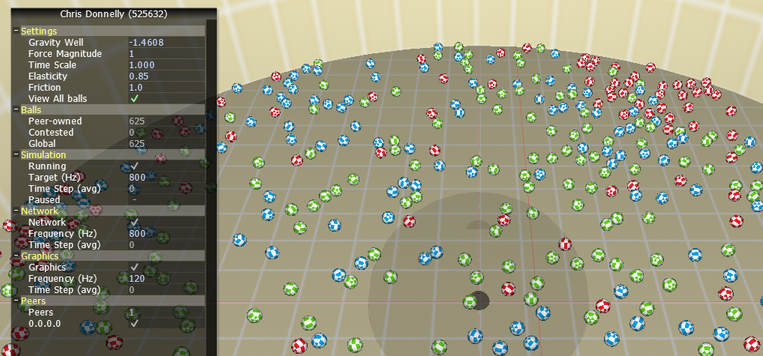 Chris Donnelly (525632)
Settings
Gravity Well -1.4608
Force Magnitude 1
Time Scale 1.000
Elasticity 0.85
Friction 1.0
View All balls ✓
Balls
Peer-owned 625
Contested 0
Global 625
Simulation
Running ✓
Target (Hz) 800
Time Step (avg) 0
Paused -
Network
Network ✓
Frequency (Hz) 800
Time Step (avg) 0
Graphics
Graphics ✓
Frequency (Hz) 120
Time Step (avg) 0
Peers
Peers 1
0.0.0.0 ✓